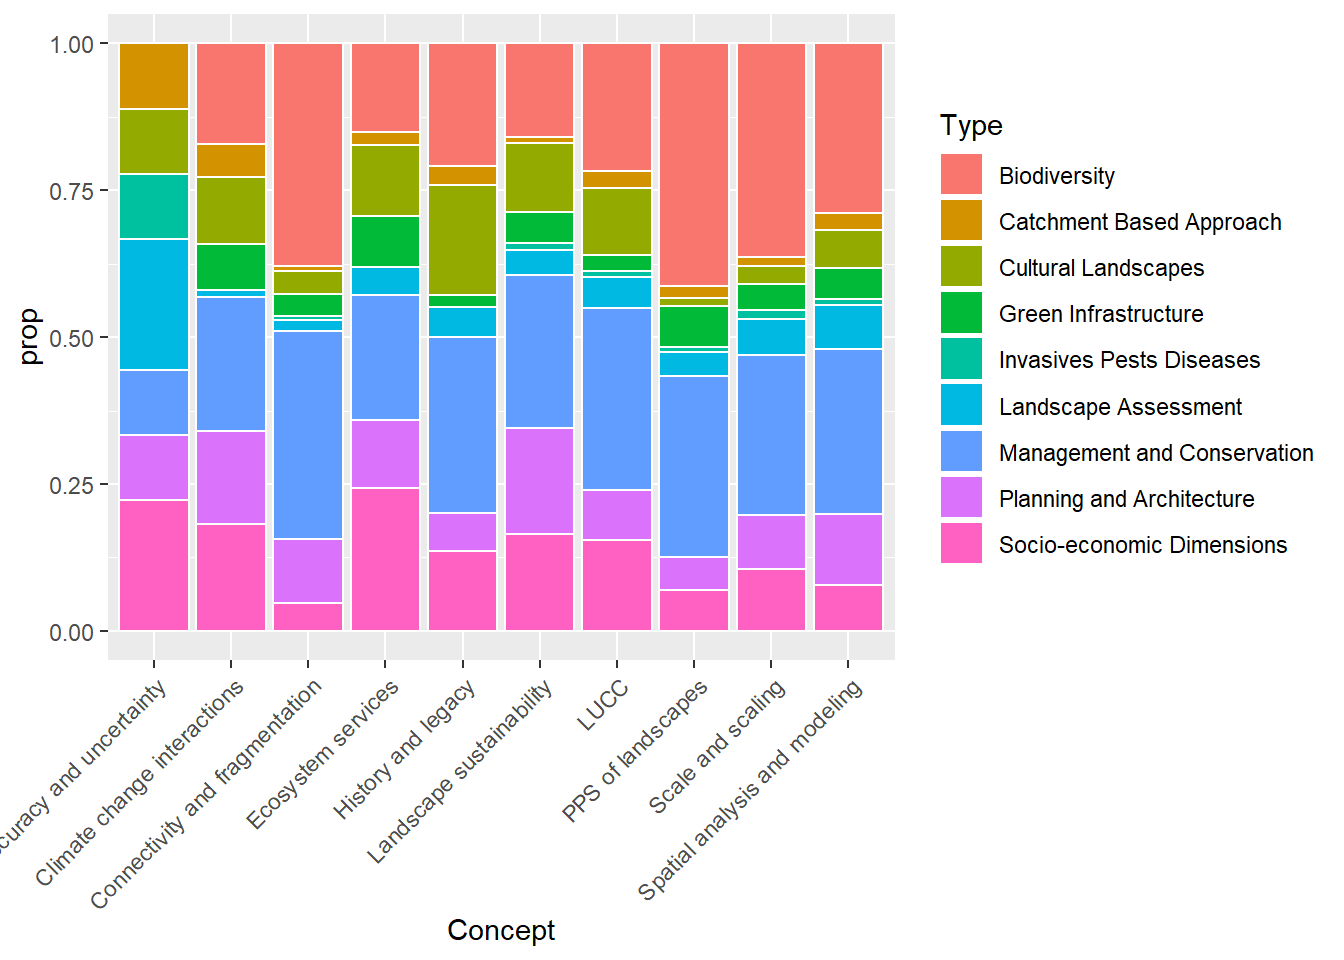 1.00
0.75
0.50
0.25
0.00
prop
curacy and uncertainty
Climate change interactions
Connectivity and fragmentation
Ecosystem services
History and legacy
Landscape sustainability
LUCC
PPS of landscapes
Scale and scaling
Spatial analysis and modeling
Concept
Type
Biodiversity
Catchment Based Approach
Cultural Landscapes
Green Infrastructure
Invasives Pests Diseases
Landscape Assessment
Management and Conservation
Planning and Architecture
Socio-economic Dimensions